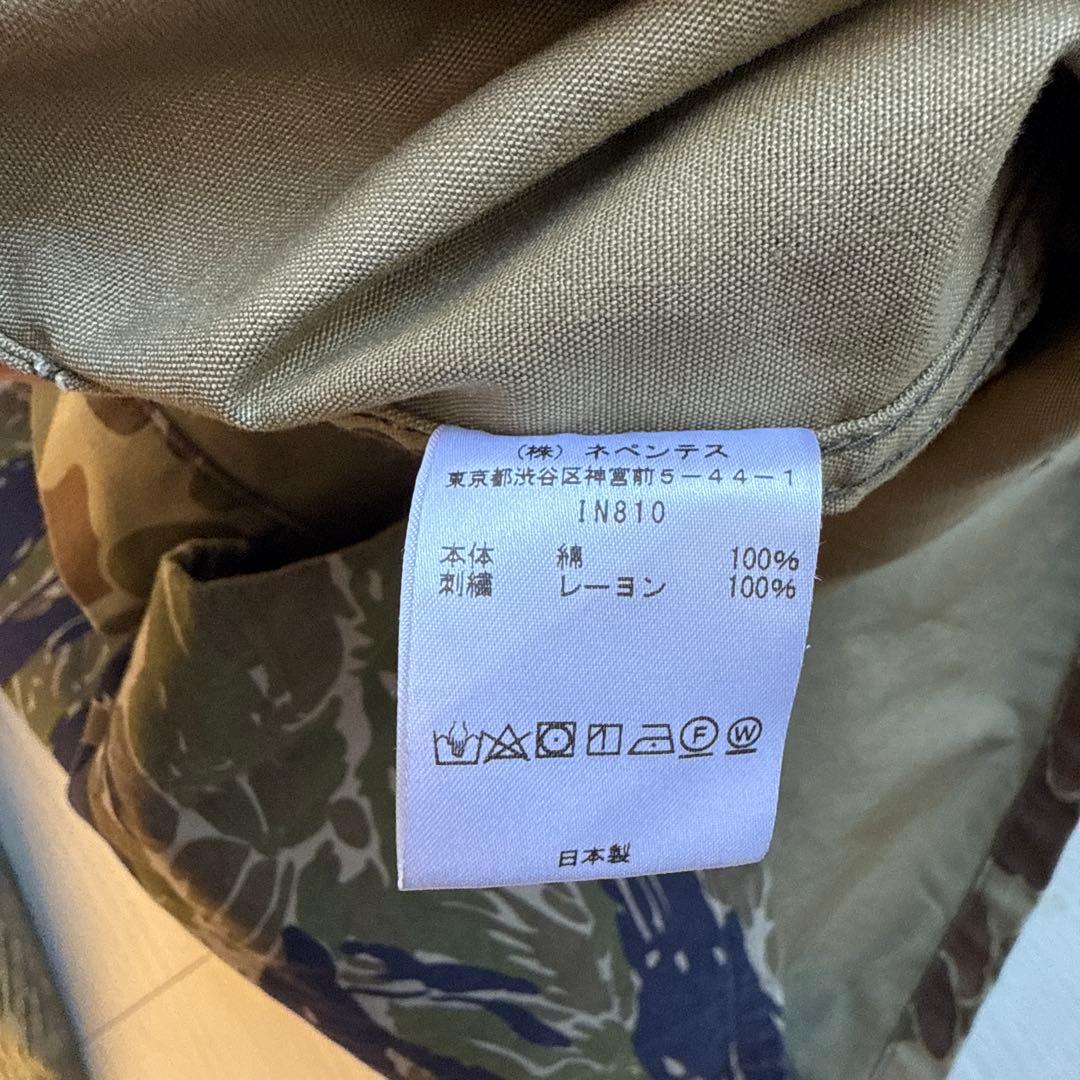 (株) ネペンテス
東京都渋谷区神宮前5-44-1
IN810
本体 綿 100%
刺繍 レーヨン 100%
F W
日本製